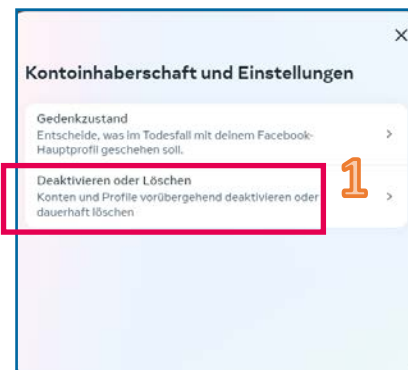 Kontoinhaberschaft und Einstellungen
Gedenkzustand
Entscheide, was im Todesfall mit deinem Facebook-
Hauptprofil geschehen soll.
Deaktivieren oder Löschen
Konten und Profile vorübergehend deaktivieren oder
dauerhaft löschen
1